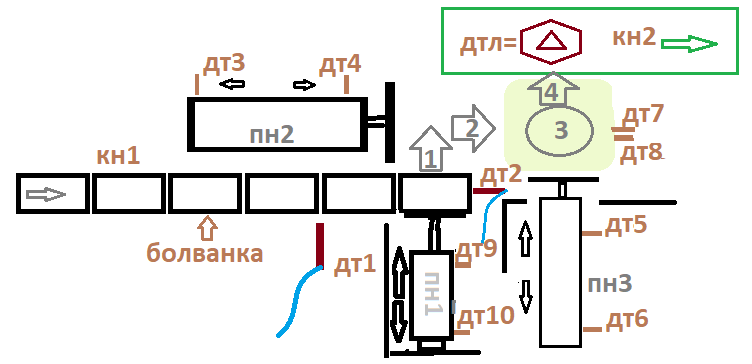 дтл= кн2
дт3 дт4
дт7
дт8
пн2
2
4
3
кн1
1
дт2
болванка
дт1
дт9
пн1
дт10
дт5
пн3
дт6